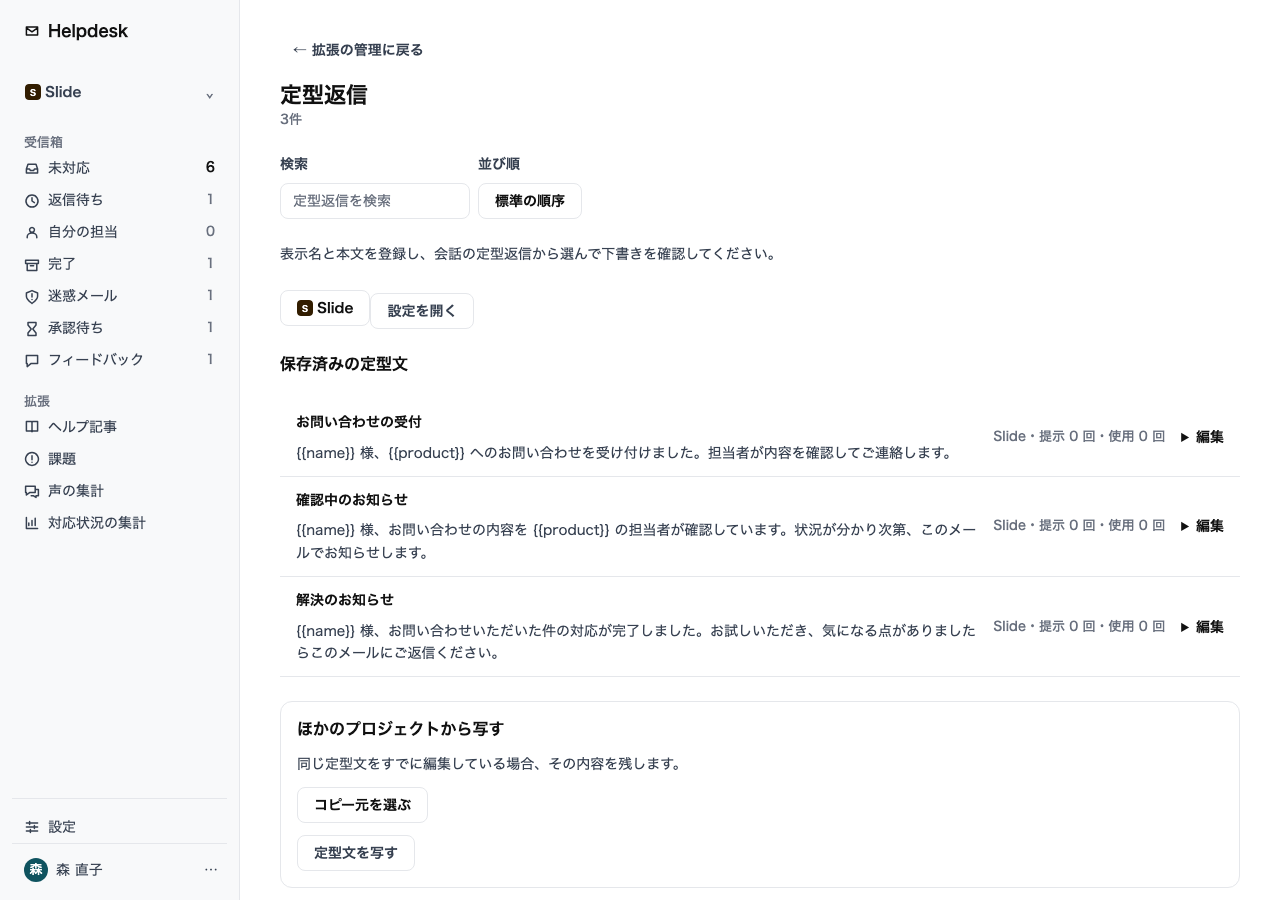 Helpdesk
S Slide
受信箱
未対応 6
返信待ち 1
自分の担当 0
完了 1
迷惑メール 1
承認待ち 1
フィードバック 1
拡張
ヘルプ記事
課題
声の集計
対応状況の集計
設定
森 森 直子 …
← 拡張の管理に戻る
定型返信
3件
検索 並び順
定型返信を検索 標準の順序
表示名と本文を登録し、会話の定型返信から選んで下書きを確認してください。
S Slide 設定を開く
保存済みの定型文
お問い合わせの受付
{{name}} 様、{{product}} へのお問い合わせを受け付けました。担当者が内容を確認してご連絡します。
Slide・提示 0 回・使用 0 回 ▶ 編集
確認中のお知らせ
{{name}} 様、お問い合わせの内容を {{product}} の担当者が確認しています。状況が分かり次第、このメー
ルでお知らせします。
Slide・提示 0 回・使用 0 回 ▶ 編集
解決のお知らせ
{{name}} 様、お問い合わせいただいた件の対応が完了しました。お試しいただき、気になる点がありました
らこのメールにご返信ください。
Slide・提示 0 回・使用 0 回 ▶ 編集
ほかのプロジェクトから写す
同じ定型文をすでに編集している場合、その内容を残します。
コピー元を選ぶ
定型文を写す